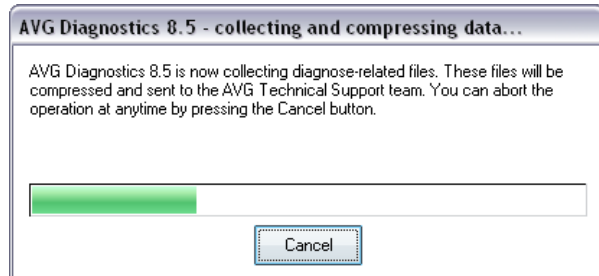 AVG Diagnostics 8.5 - collecting and compressing data...
AVG Diagnostics 8.5 is now collecting diagnose-related files. These files will be
compressed and sent to the AVG Technical Support team. You can abort the
operation at anytime by pressing the Cancel button.
Cancel